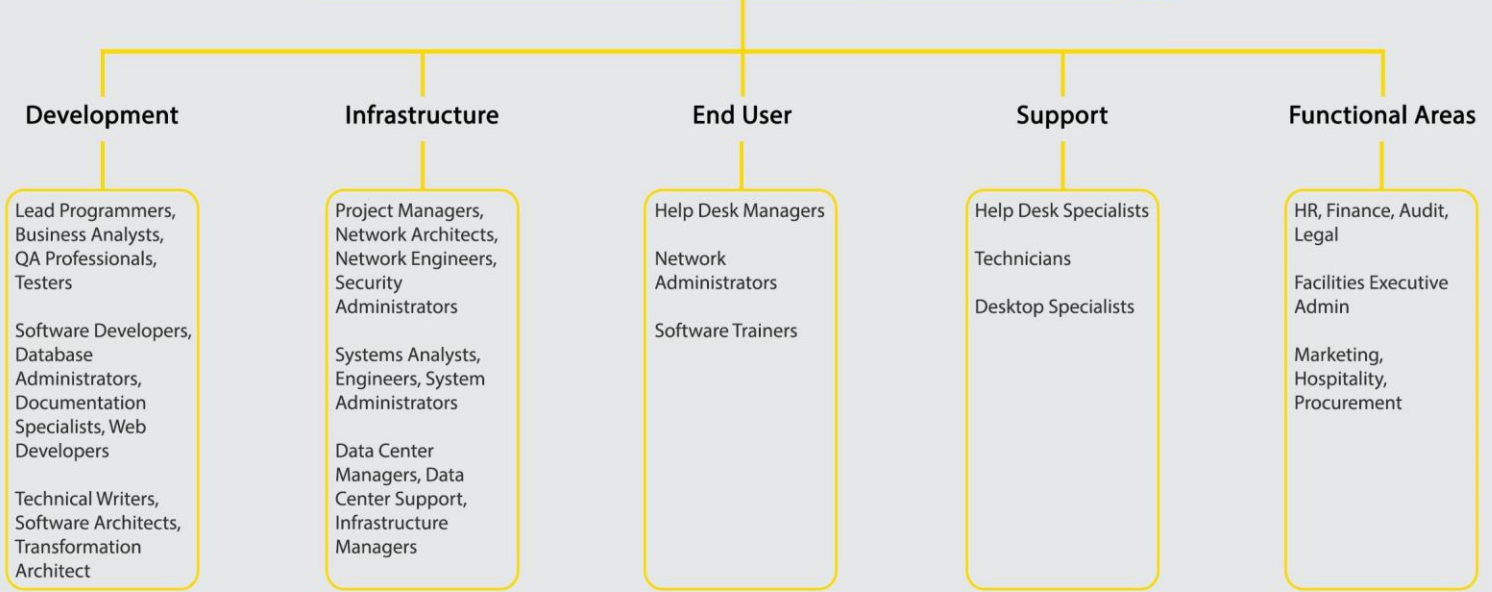 Development
Lead Programmers,
Business Analysts,
QA Professionals,
Testers
Software Developers,
Database
Administrators,
Documentation
Specialists, Web
Developers
Technical Writers,
Software Architects,
Transformation
Architect
Infrastructure
Project Managers,
Network Architects,
Network Engineers,
Security
Administrators
Systems Analysts,
Engineers, System
Administrators
Data Center
Managers, Data
Center Support,
Infrastructure
Managers
End User
Help Desk Managers
Network
Administrators
Software Trainers
Support
Help Desk Specialists
Technicians
Desktop Specialists
Functional Areas
HR, Finance, Audit,
Legal
Facilities Executive
Admin
Marketing,
Hospitality,
Procurement